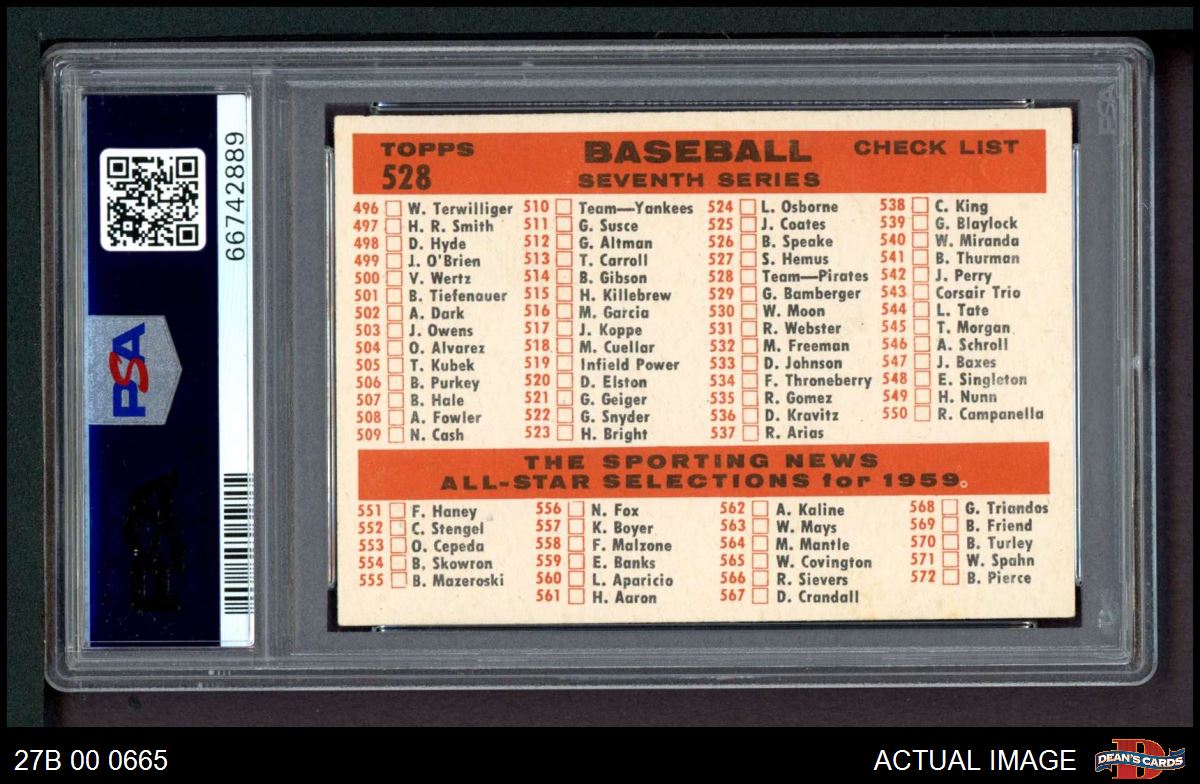 66742889
PSA
TOPPS BASEBALL CHECK LIST
528 SEVENTH SERIES
496 W. Terwilliger
497 H. R. Smith
498 D. Hyde
499 J. O'Brien
500 V. Wertz
501 B. Tiefenauer
502 A. Dark
503 J. Owens
504 O. Alvarez
505 T. Kubek
506 B. Purkey
507 B. Hale
508 A. Fowler
509 N. Cash
510 Team—Yankees
511 G. Susce
512 G. Altman
513 T. Carroll
514 B. Gibson
515 H. Killebrew
516 M. Garcia
517 J. Koppe
518 M. Cuellar
519 Infield Power
520 D. Elston
521 G. Geiger
522 G. Snyder
523 H. Bright
524 L. Osborne
525 J. Coates
526 B. Speake
527 S. Hemus
528 Team—Pirates
529 G. Bamberger
530 W. Moon
531 R. Webster
532 M. Freeman
533 D. Johnson
534 F. Throneberry
535 R. Gomez
536 D. Kravitz
537 R. Arias
538 C. King
539 G. Blaylock
540 W. Miranda
541 B. Thurman
542 J. Perry
543 Corsair Trio
544 L. Tate
545 T. Morgan
546 A. Schroll
547 J. Baxes
548 E. Singleton
549 H. Nunn
550 R. Campanella
THE SPORTING NEWS
ALL-STAR SELECTIONS for 1959
551 F. Haney
552 C. Stengel
553 O. Cepeda
554 B. Skowron
555 B. Mazeroski
556 N. Fox
557 K. Boyer
558 F. Malzone
559 E. Banks
560 L. Aparicio
561 H. Aaron
562 A. Kaline
563 W. Mays
564 M. Mantle
565 W. Covington
566 R. Sievers
567 D. Crandall
568 G. Triandos
569 B. Friend
570 B. Turley
571 W. Spahn
572 B. Pierce
PSA
PSA
27B 00 0665
ACTUAL IMAGE
D
DEAN'S CARDS